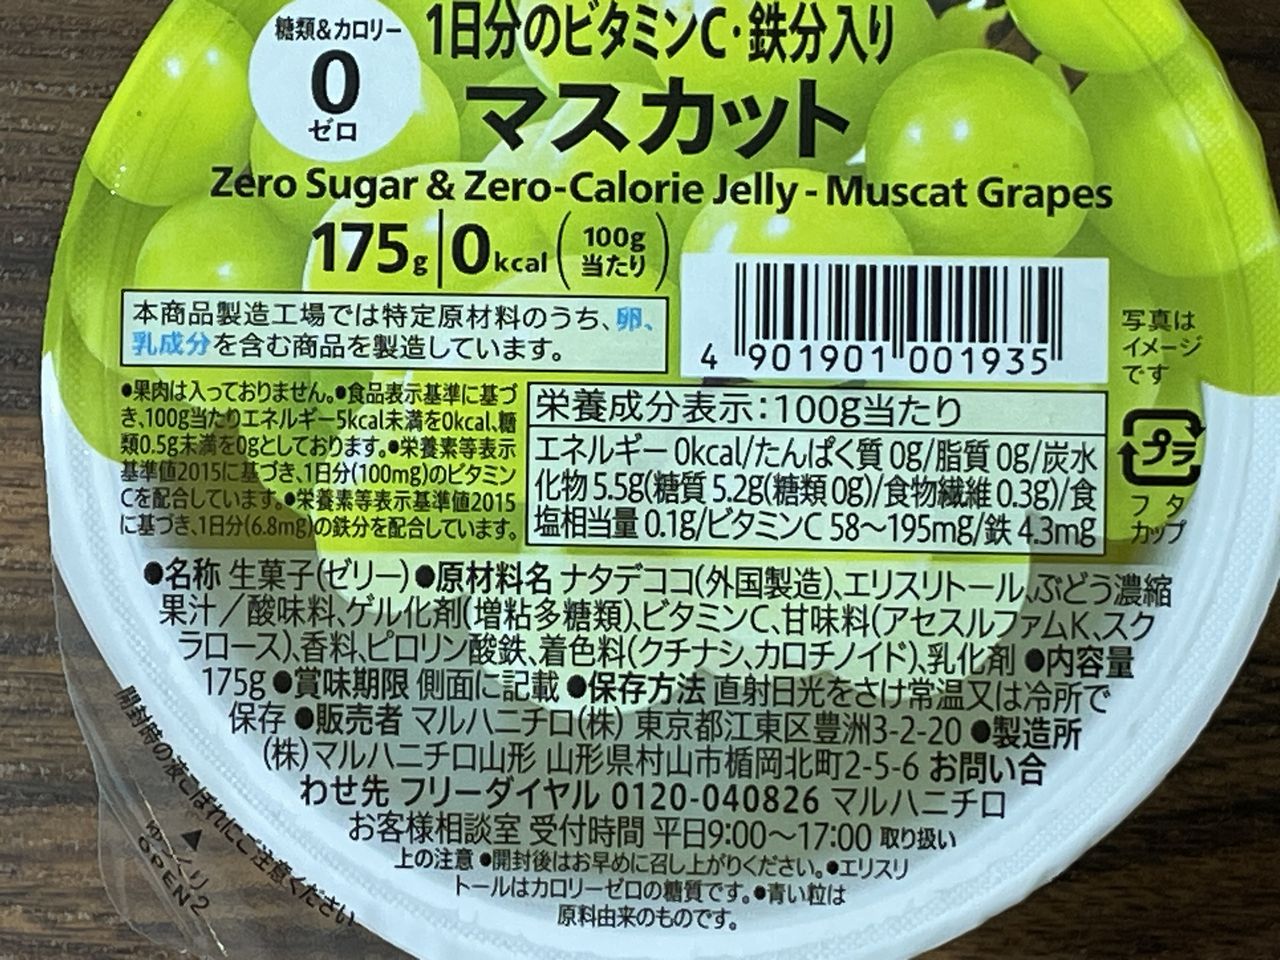 糖類&カロリー
0
ゼロ
1日分のビタミンC・鉄分入り
マスカット
Zero Sugar & Zero-Calorie Jelly - Muscat Grapes
175g 0kcal (100g当たり)
本商品製造工場では特定原材料のうち、卵、
乳成分を含む商品を製造しています。
4 901901 001935
写真は
イメージ
です
●果肉は入っておりません。●食品表示基準に基づ
き、100g当たりエネルギー5kcal未満を0kcal、糖
類0.5g未満を0gとしております。●栄養素等表示
基準値2015に基づき、1日分(100mg)のビタミン
Cを配合しています。●栄養素等表示基準値2015
に基づき、1日分(6.8mg)の鉄分を配合しています。
栄養成分表示:100g当たり
エネルギー 0kcal/たんぱく質 0g/脂質 0g/炭水
化物 5.5g(糖質 5.2g(糖類 0g)/食物繊維 0.3g)/食
塩相当量 0.1g/ビタミンC 58〜195mg/鉄 4.3mg
プラ
フタ
カップ
●名称 生菓子(ゼリー)●原材料名 ナタデココ(外国製造)、エリスリトール、ぶどう濃縮
果汁/酸味料、ゲル化剤(増粘多糖類)、ビタミンC、甘味料(アセスルファムK、スク
ラロース)、香料、ピロリン酸鉄、着色料(クチナシ、カロチノイド)、乳化剤 ●内容量
175g ●賞味期限 側面に記載 ●保存方法 直射日光をさけ常温又は冷所で
保存 ●販売者 マルハニチロ(株) 東京都江東区豊洲3-2-20 ●製造所
(株)マルハニチロ山形 山形県村山市楯岡北町2-5-6 お問い合
わせ先 フリーダイヤル 0120-040826 マルハニチロ
お客様相談室 受付時間 平日9:00〜17:00 取り扱い
上の注意 ●開封後はお早めに召し上がりください。●エリスリ
トールはカロリーゼロの糖質です。●青い粒は
原料由来のものです。
開封時の液こぼれにご注意ください
ゆっくり
OPEN 2